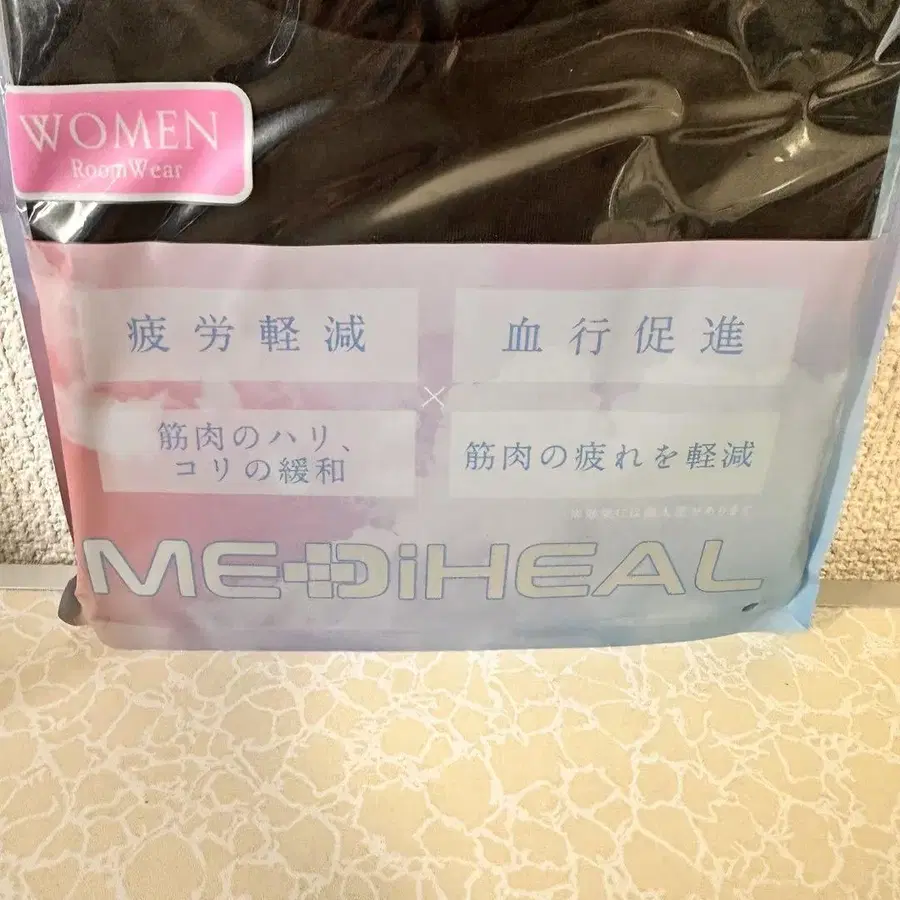 WOMEN
RoomWear
疲労軽減
血行促進
×
筋肉のハリ、
コリの緩和
筋肉の疲れを軽減
MEDiHEAL